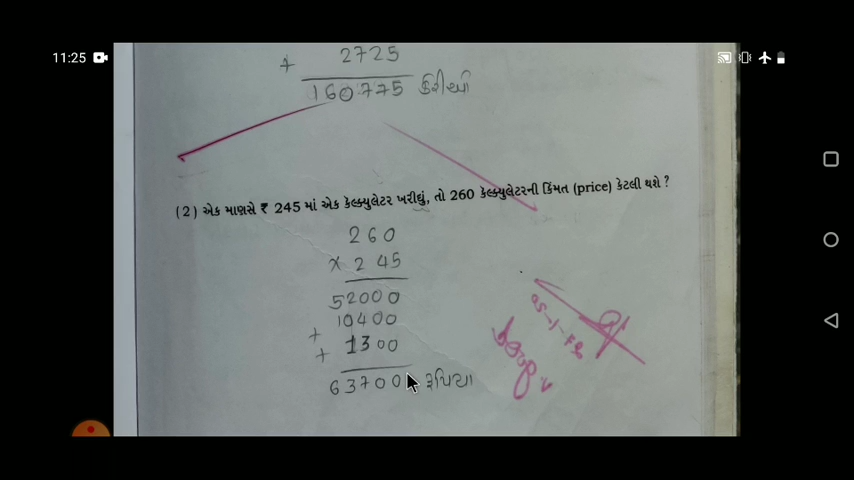 11:25
+ 2725
160775
(2) એક માણસે ₹ 245 માં એક કેલ્ક્યુલેટર ખરીદ્યું, તો 260 કેલ્ક્યુલેટરની કિંમત (price) કેટલી થશે ?
260
x 245
52000
+ 10400
+ 1300
63700 રૂપિયા